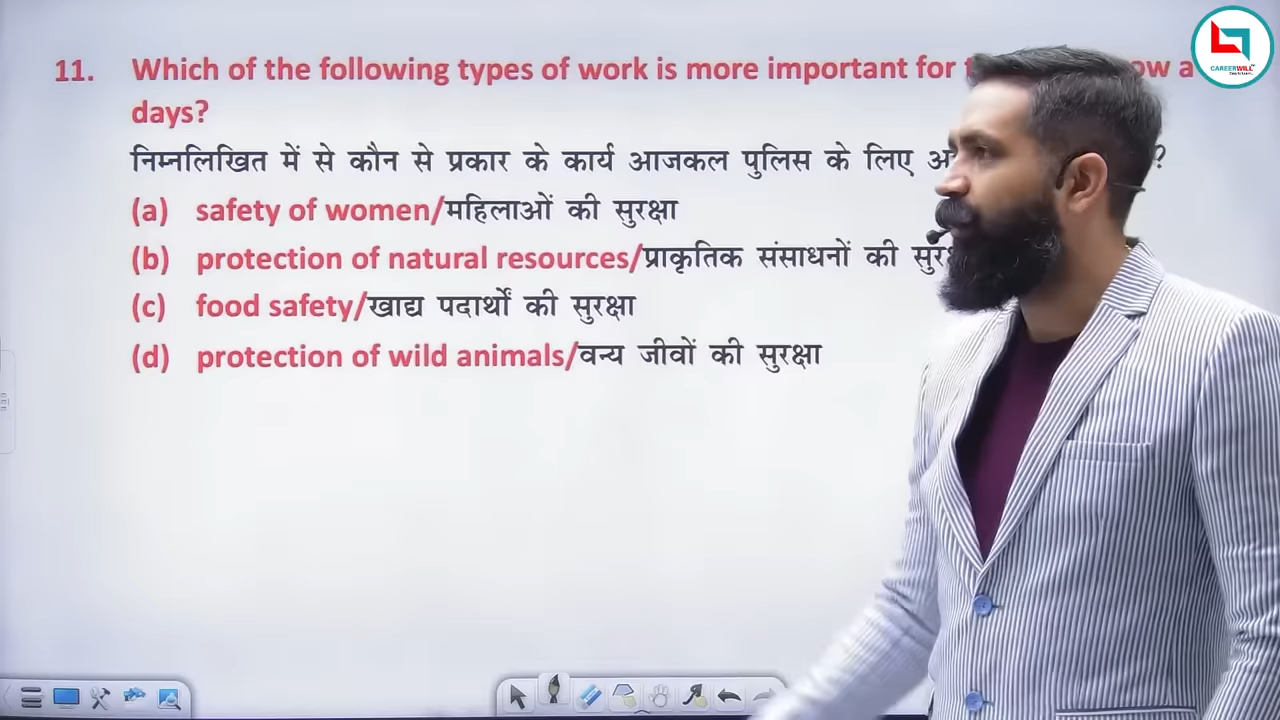 11. Which of the following types of work is more important for
days?
निम्नलिखित में से कौन से प्रकार के कार्य आजकल पुलिस के लिए
(a) safety of women/महिलाओं की सुरक्षा
(b) protection of natural resources/प्राकृतिक संसाधनों की
(c) food safety/खाद्य पदार्थों की सुरक्षा
(d) protection of wild animals/वन्य जीवों की सुरक्षा
CAREERWILL